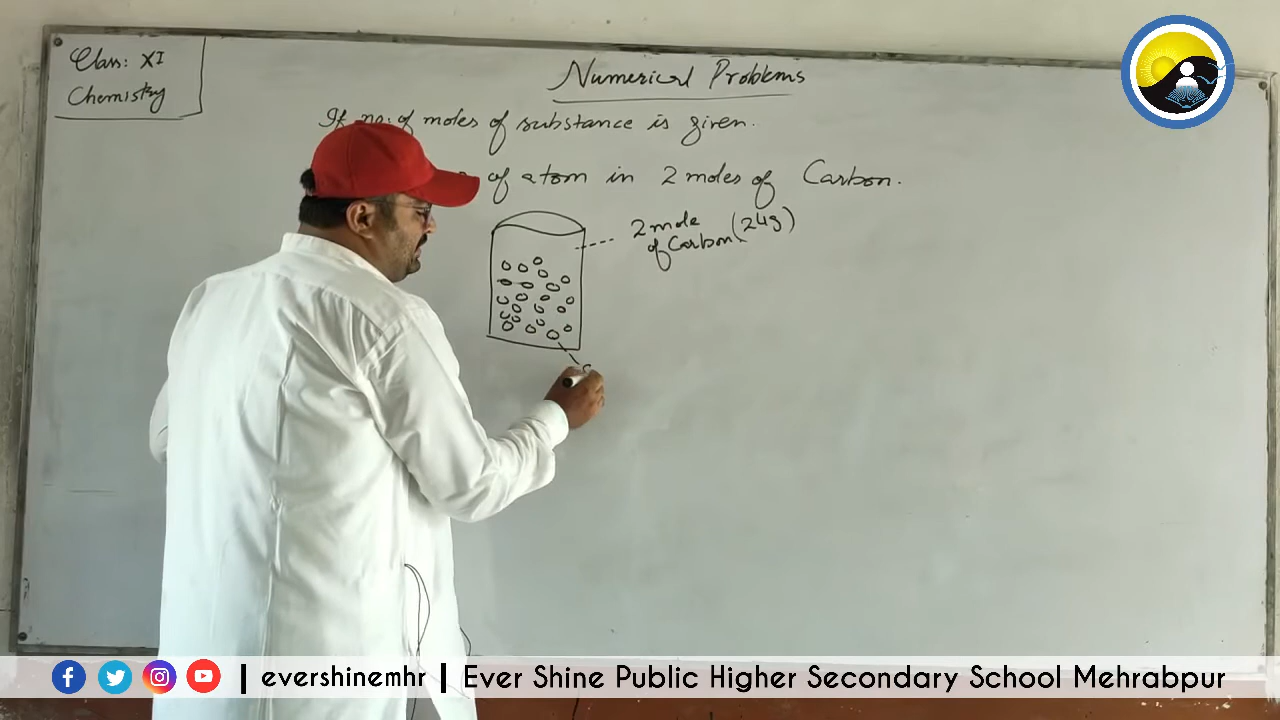 Class: XI
Chemistry
Numerical Problems
If no: of moles of substance is given.
of atom in 2 moles of Carbon.
2 mole (24g)
of Carbon
| evershinemhr | Ever Shine Public Higher Secondary School Mehrabpur